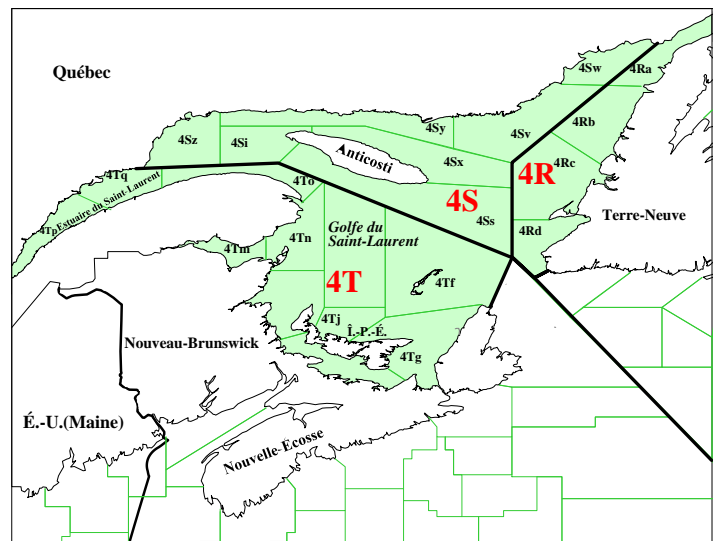 Québec
4Sw
4Ra
4Sz
4Si
4Sy
4Sv
4Rb
Anticosti
4Sx
4Rc
4R
4Tq
4To
4S
4Ss
Terre-Neuve
4Tp
Estuaire du Saint-Laurent
4Tm
4Tn
Golfe du
Saint-Laurent
4Rd
4T
4Tf
4Tj
Î.-P.-É.
Nouveau-Brunswick
4Tg
É.-U.(Maine)
Nouvelle-Écosse